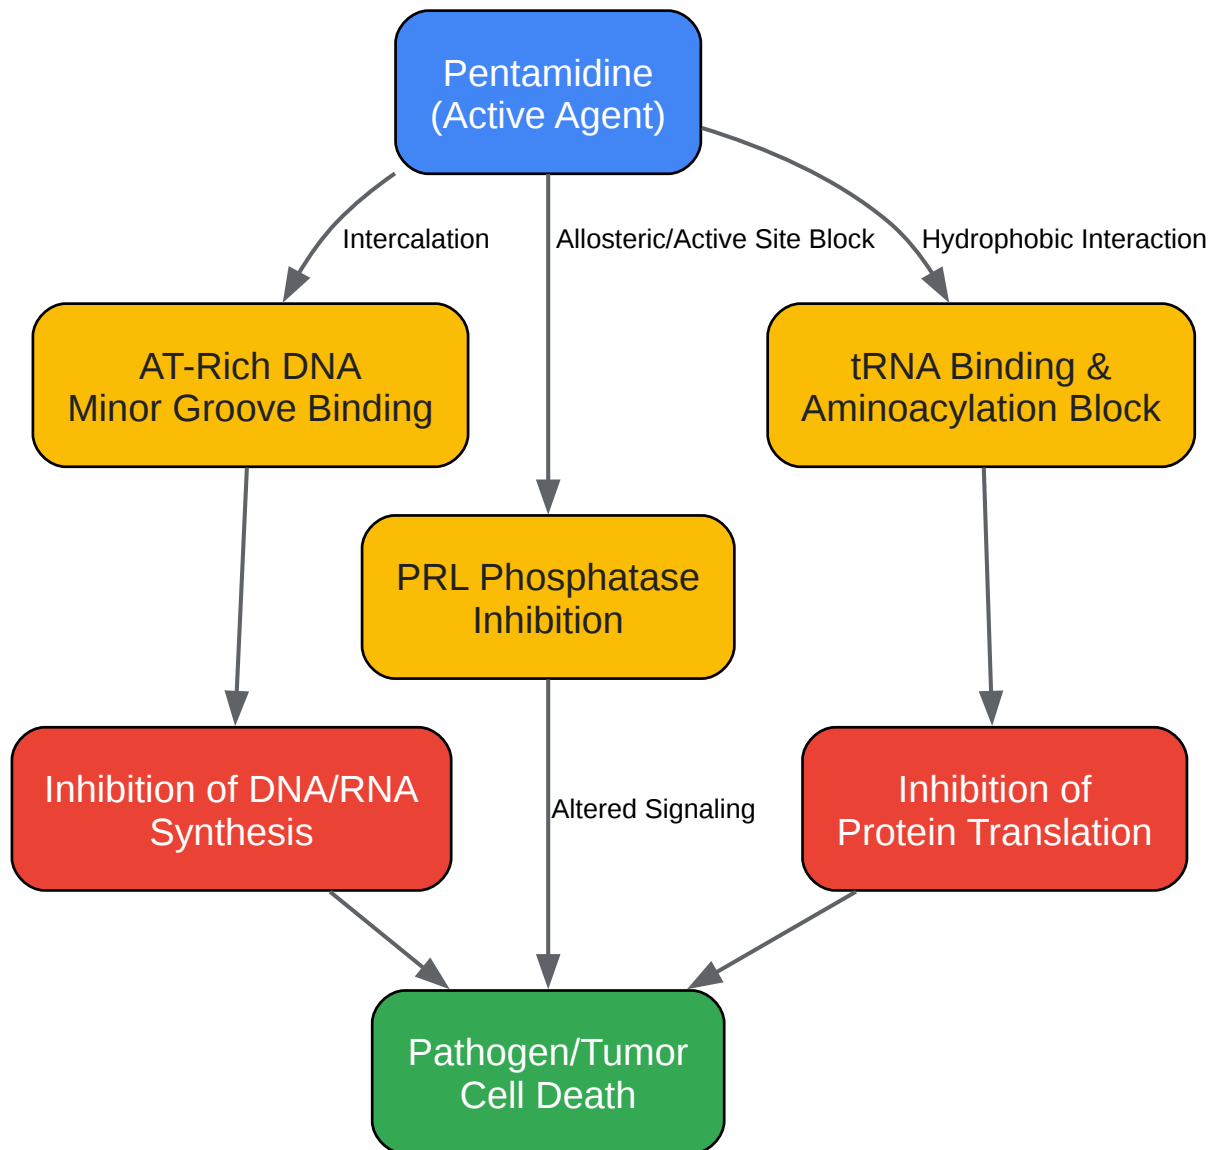 Pentamidine
(Active Agent)
Intercalation
Allosteric/Active Site Block
Hydrophobic Interaction
AT-Rich DNA
Minor Groove Binding
tRNA Binding &
Aminoacylation Block
PRL Phosphatase
Inhibition
Inhibition of DNA/RNA
Synthesis
Altered Signaling
Inhibition of
Protein Translation
Pathogen/Tumor
Cell Death